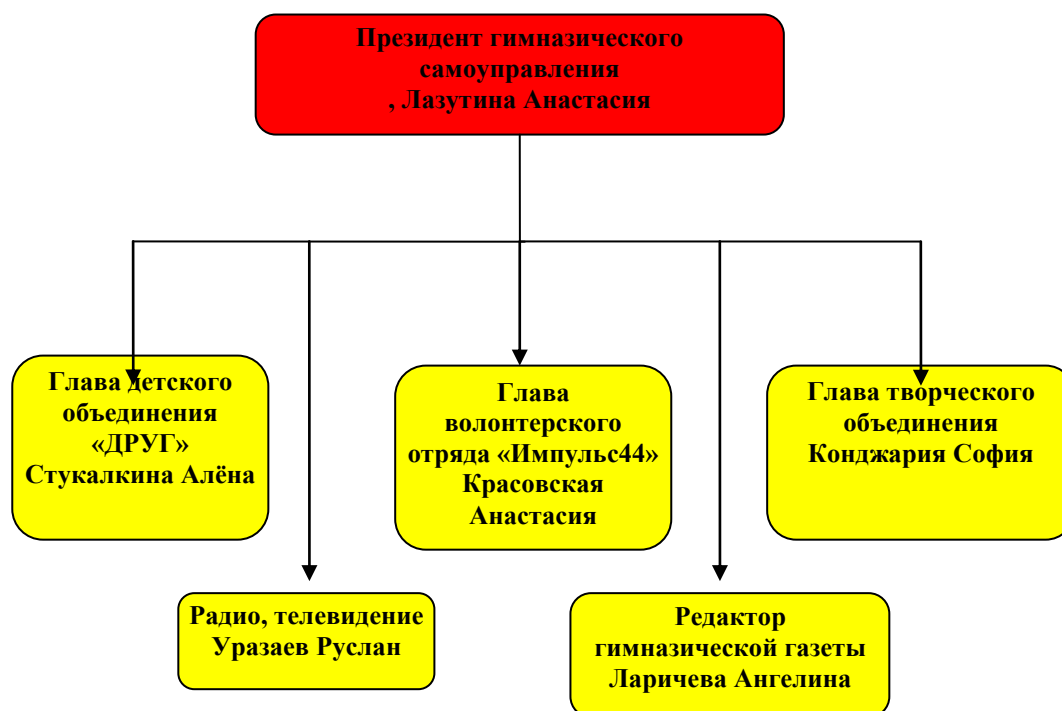 Президент гимназического
самоуправления
, Лазутина Анастасия
Глава детского
объединения
«ДРУГ»
Стукалкина Алёна
Глава
волонтерского
отряда «Импульс44»
Красовская
Анастасия
Глава творческого
объединения
Конджария София
Радио, телевидение
Уразаев Руслан
Редактор
гимназической газеты
Ларичева Ангелина